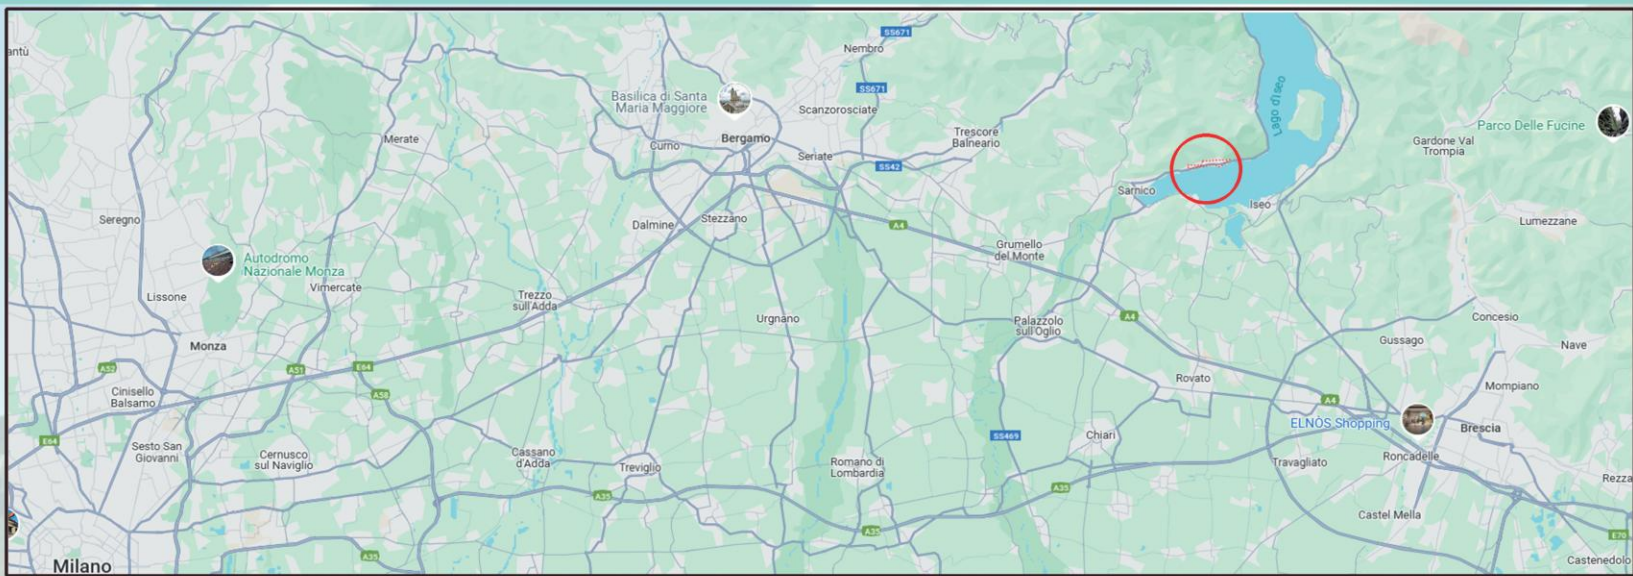 antù
Nembro
SS671
SS671
Basilica di Santa
Maria Maggiore
Scanzorosciate
Bergamo
Merate
Curno
Seriate
Trescore
Balneario
SS42
Lago d'Iseo
Parco Delle Fucine
Gardone Val
Trompia
Sarnico
Iseo
Seregno
Dalmine
Stezzano
A4
Lumezzane
Grumello
del Monte
Autodromo
Nazionale Monza
Vimercate
Lissone
Trezzo
sull'Adda
Urgnano
Palazzolo
sull'Oglio
A4
Concesio
Gussago
Nave
Monza
A52
A51
E64
A58
Cinisello
Balsamo
Rovato
Mompiano
A4
ELNÒS Shopping
Brescia
E64
Sesto San
Giovanni
Cernusco
sul Naviglio
Cassano
d'Adda
Treviglio
Romano di
Lombardia
SS469
Chiari
Travagliato
Roncadelle
Rezza
A35
A35
A35
A35
Castel Mella
E70
Castenedolo
Milano